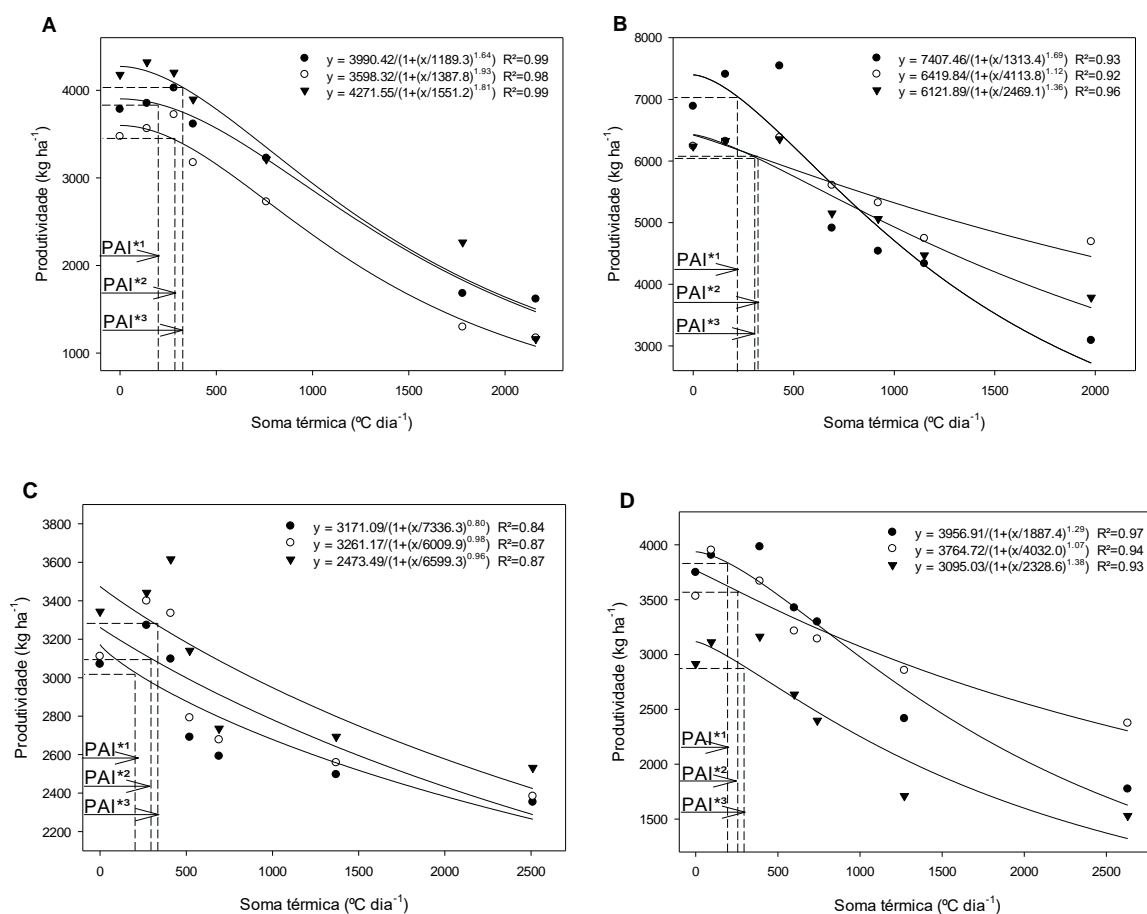 A
y = 3990.42/(1+(x/1189.3)^1.64) R²=0.99
y = 3598.32/(1+(x/1387.8)^1.93) R²=0.98
y = 4271.55/(1+(x/1551.2)^1.81) R²=0.99
Produtividade (kg ha⁻¹)
4000
3000
2000
1000
PAI*¹
PAI*²
PAI*³
0 500 1000 1500 2000
Soma térmica (ºC dia⁻¹)
B
y = 7407.46/(1+(x/1313.4)^1.69) R²=0.93
y = 6419.84/(1+(x/4113.8)^1.12) R²=0.92
y = 6121.89/(1+(x/2469.1)^1.36) R²=0.96
Produtividade (kg ha⁻¹)
8000
7000
6000
5000
4000
3000
2000
PAI*¹
PAI*²
PAI*³
0 500 1000 1500 2000
Soma térmica (ºC dia⁻¹)
C
y = 3171.09/(1+(x/7336.3)^0.80) R²=0.84
y = 3261.17/(1+(x/6009.9)^0.98) R²=0.87
y = 2473.49/(1+(x/6599.3)^0.96) R²=0.87
Produtividade (kg ha⁻¹)
3800
3600
3400
3200
3000
2800
2600
2400
2200
PAI*¹
PAI*²
PAI*³
0 500 1000 1500 2000 2500
Soma térmica (ºC dia⁻¹)
D
y = 3956.91/(1+(x/1887.4)^1.29) R²=0.97
y = 3764.72/(1+(x/4032.0)^1.07) R²=0.94
y = 3095.03/(1+(x/2328.6)^1.38) R²=0.93
Produtividade (kg ha⁻¹)
4000
3500
3000
2500
2000
1500
PAI*¹
PAI*²
PAI*³
0 500 1000 1500 2000 2500
Soma térmica (ºC dia⁻¹)